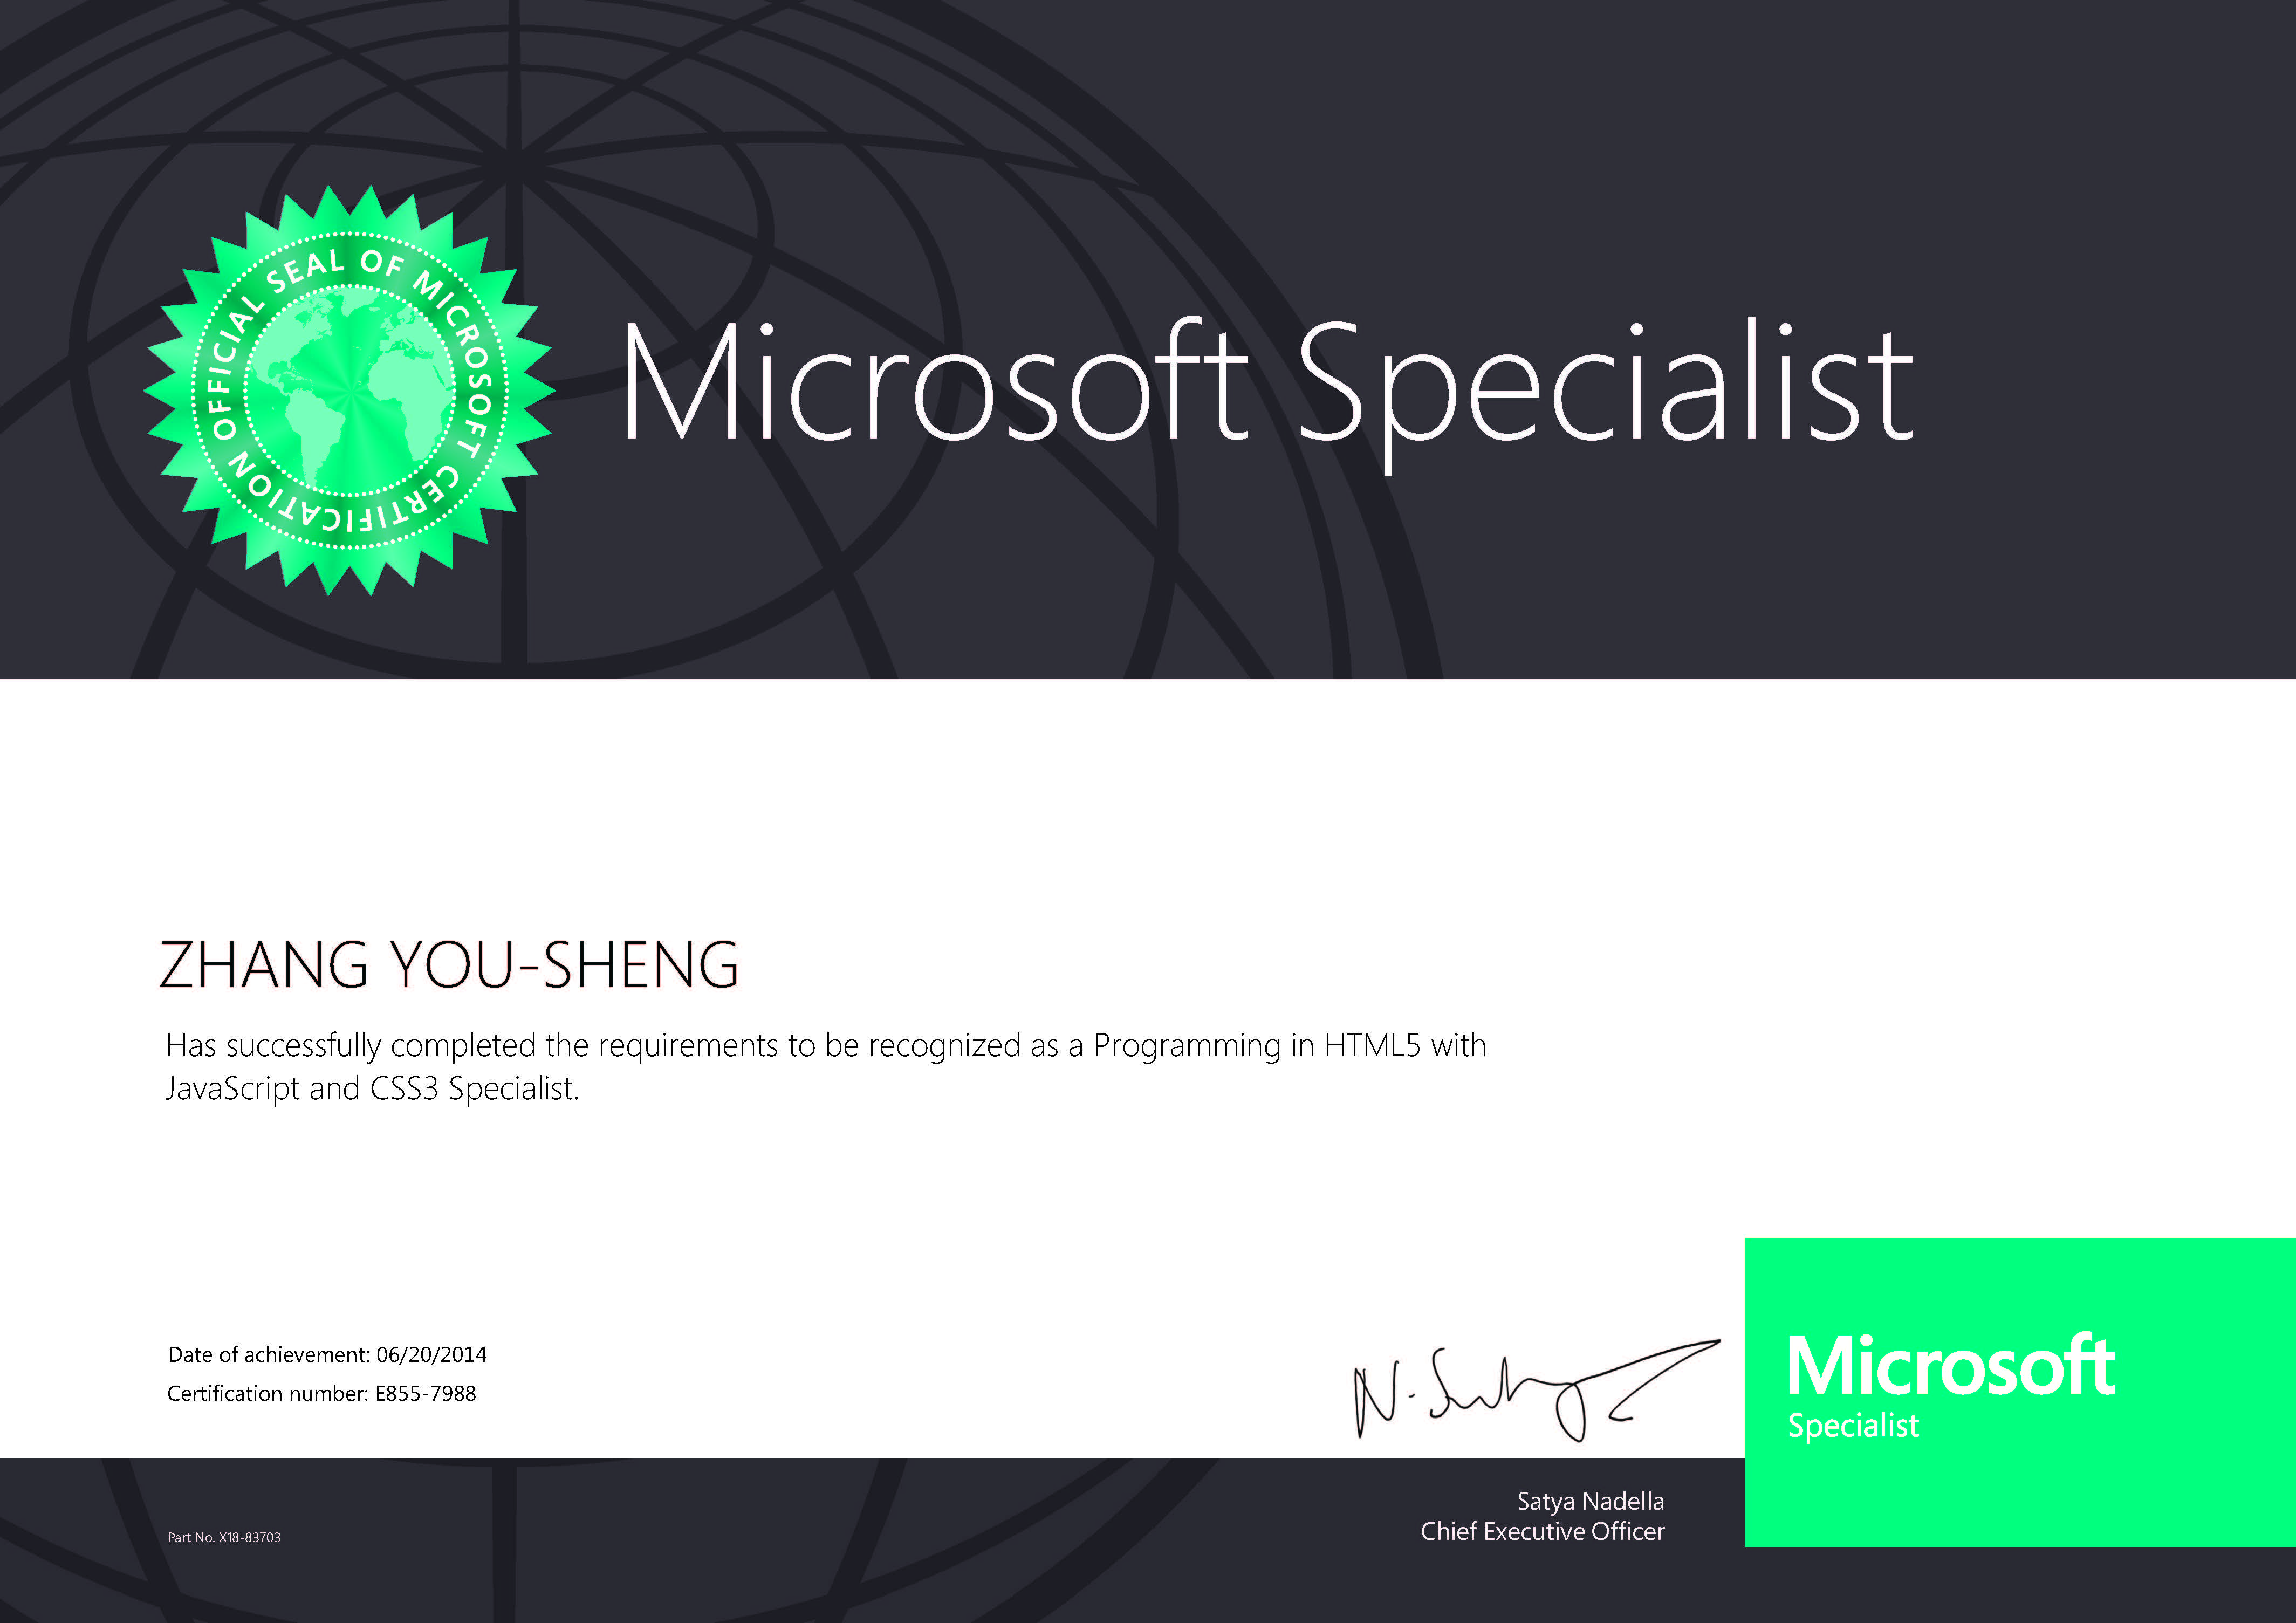 OFFICIAL SEAL OF MICROSOFT CERTIFICATION
Microsoft Specialist
ZHANG YOU-SHENG
Has successfully completed the requirements to be recognized as a Programming in HTML5 with
JavaScript and CSS3 Specialist.
Date of achievement: 06/20/2014
Certification number: E855-7988
Microsoft
Specialist
Satya Nadella
Chief Executive Officer
Part No. X18-83703